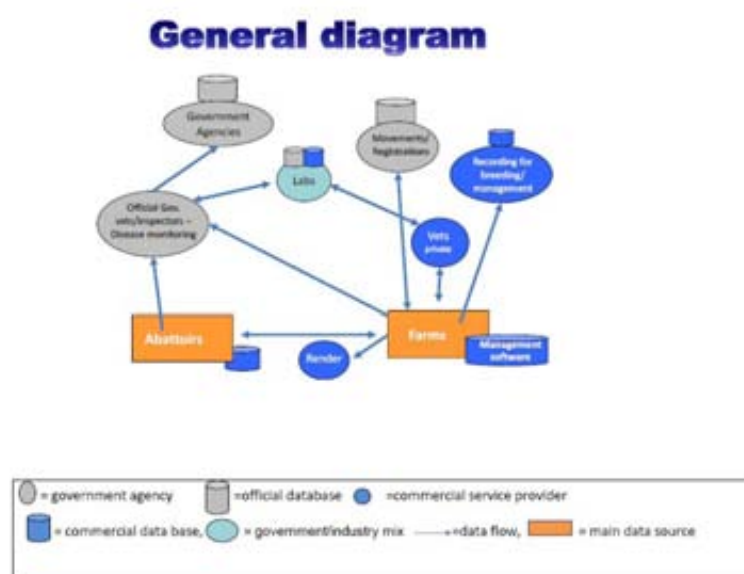 General diagram
Government
Agencies
Movements/
Registrations
Recording for
breeding/
management
Labs
Official Gov.
vets/inspectors –
Disease monitoring
Vets
private
Abattoirs
Farms
Render
Management
software
= government agency
=official database
=commercial service provider
= commercial data base,
= government/industry mix
=data flow,
= main data source